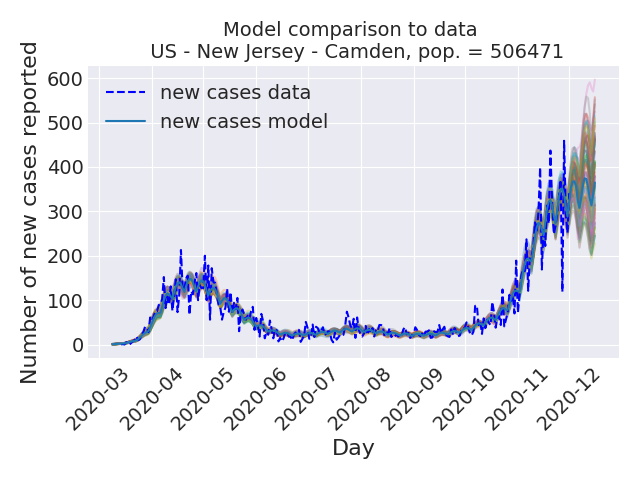 Model comparison to data
US - New Jersey - Camden, pop. = 506471
Number of new cases reported
600
500
400
300
200
100
0
new cases data
new cases model
2020-03
2020-04
2020-05
2020-06
2020-07
2020-08
2020-09
2020-10
2020-11
2020-12
Day